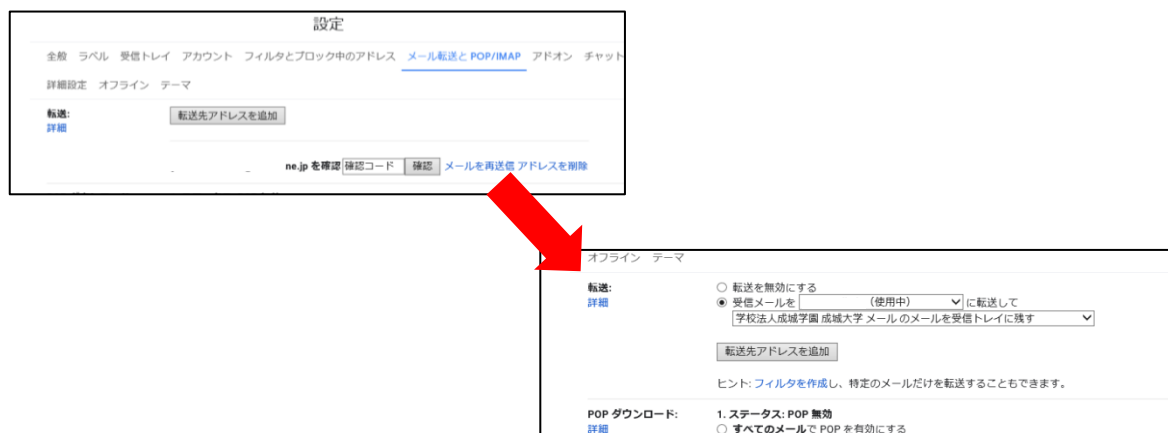 設定
全般 ラベル 受信トレイ アカウント フィルタとブロック中のアドレス メール転送と POP/IMAP アドオン チャット
詳細設定 オフライン テーマ
転送: 転送先アドレスを追加
詳細
ne.jp を確認 確認コード 確認 メールを再送信 アドレスを削除
オフライン テーマ
転送: 転送を無効にする
詳細 受信メールを (使用中) に転送して
学校法人成城学園 成城大学 メール のメールを受信トレイに残す
転送先アドレスを追加
ヒント: フィルタを作成し、特定のメールだけを転送することもできます。
POP ダウンロード: 1. ステータス: POP 無効
詳細 すべてのメールで POP を有効にする